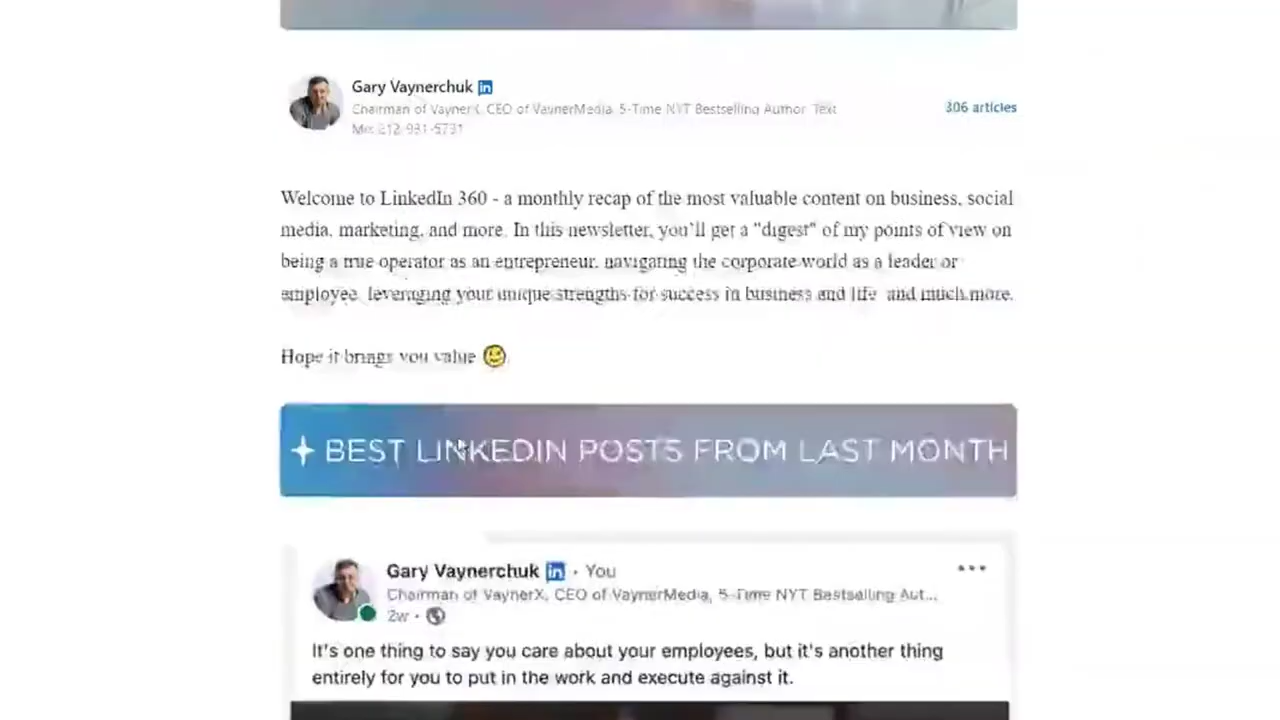 Gary Vaynerchuk in
Chairman of VaynerX, CEO of VaynerMedia, 5-Time NYT Bestselling Author, Text
306 articles
Welcome to LinkedIn 360 - a monthly recap of the most valuable content on business, social
media, marketing, and more. In this newsletter, you'll get a "digest" of my points of view on
being a true operator as an entrepreneur, navigating the corporate world as a leader or
employee, leveraging your unique strengths for success in business and life, and much more.
Hope it brings you value
BEST LINKEDIN POSTS FROM LAST MONTH
Gary Vaynerchuk in · You
Chairman of VaynerX, CEO of VaynerMedia, 5-Time NYT Bestselling Aut...
2w ·
It's one thing to say you care about your employees, but it's another thing
entirely for you to put in the work and execute against it.